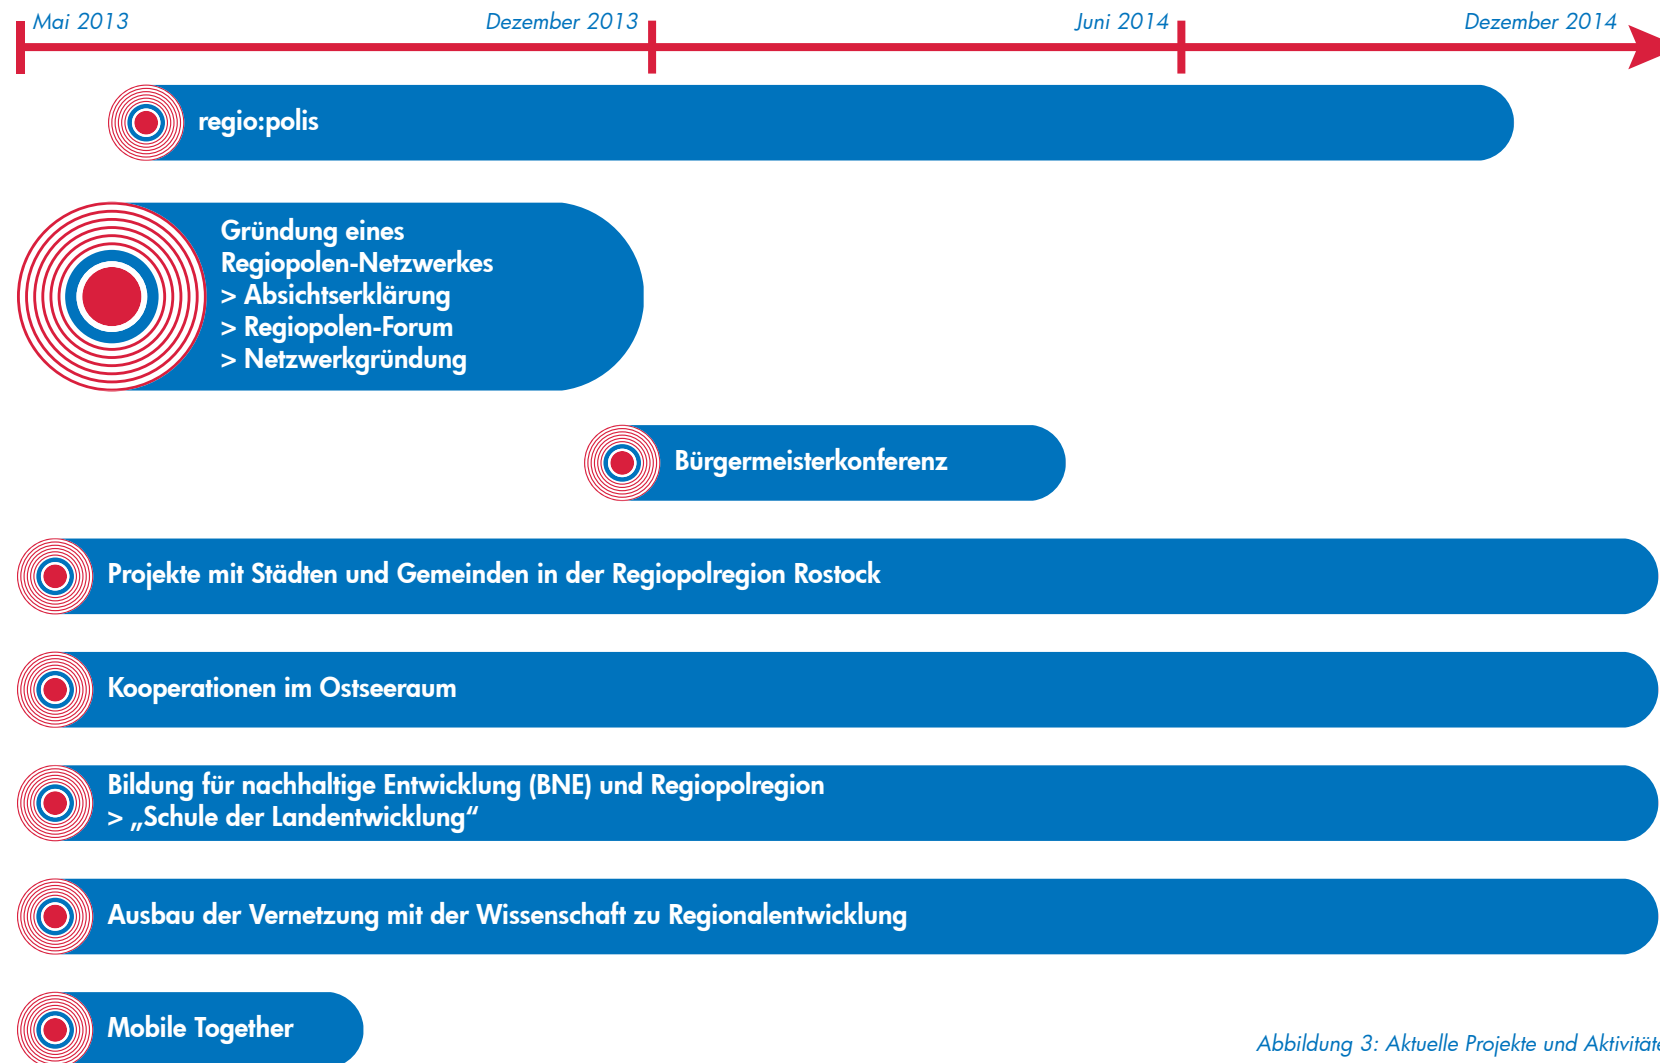 Mai 2013
Dezember 2013
Juni 2014
Dezember 2014
regio:polis
Gründung eines
Regiopolen-Netzwerkes
> Absichtserklärung
> Regiopolen-Forum
> Netzwerkgründung
Bürgermeisterkonferenz
Projekte mit Städten und Gemeinden in der Regiopolregion Rostock
Kooperationen im Ostseeraum
Bildung für nachhaltige Entwicklung (BNE) und Regiopolregion
> „Schule der Landentwicklung“
Ausbau der Vernetzung mit der Wissenschaft zu Regionalentwicklung
Mobile Together
Abbildung 3: Aktuelle Projekte und Aktivitäte